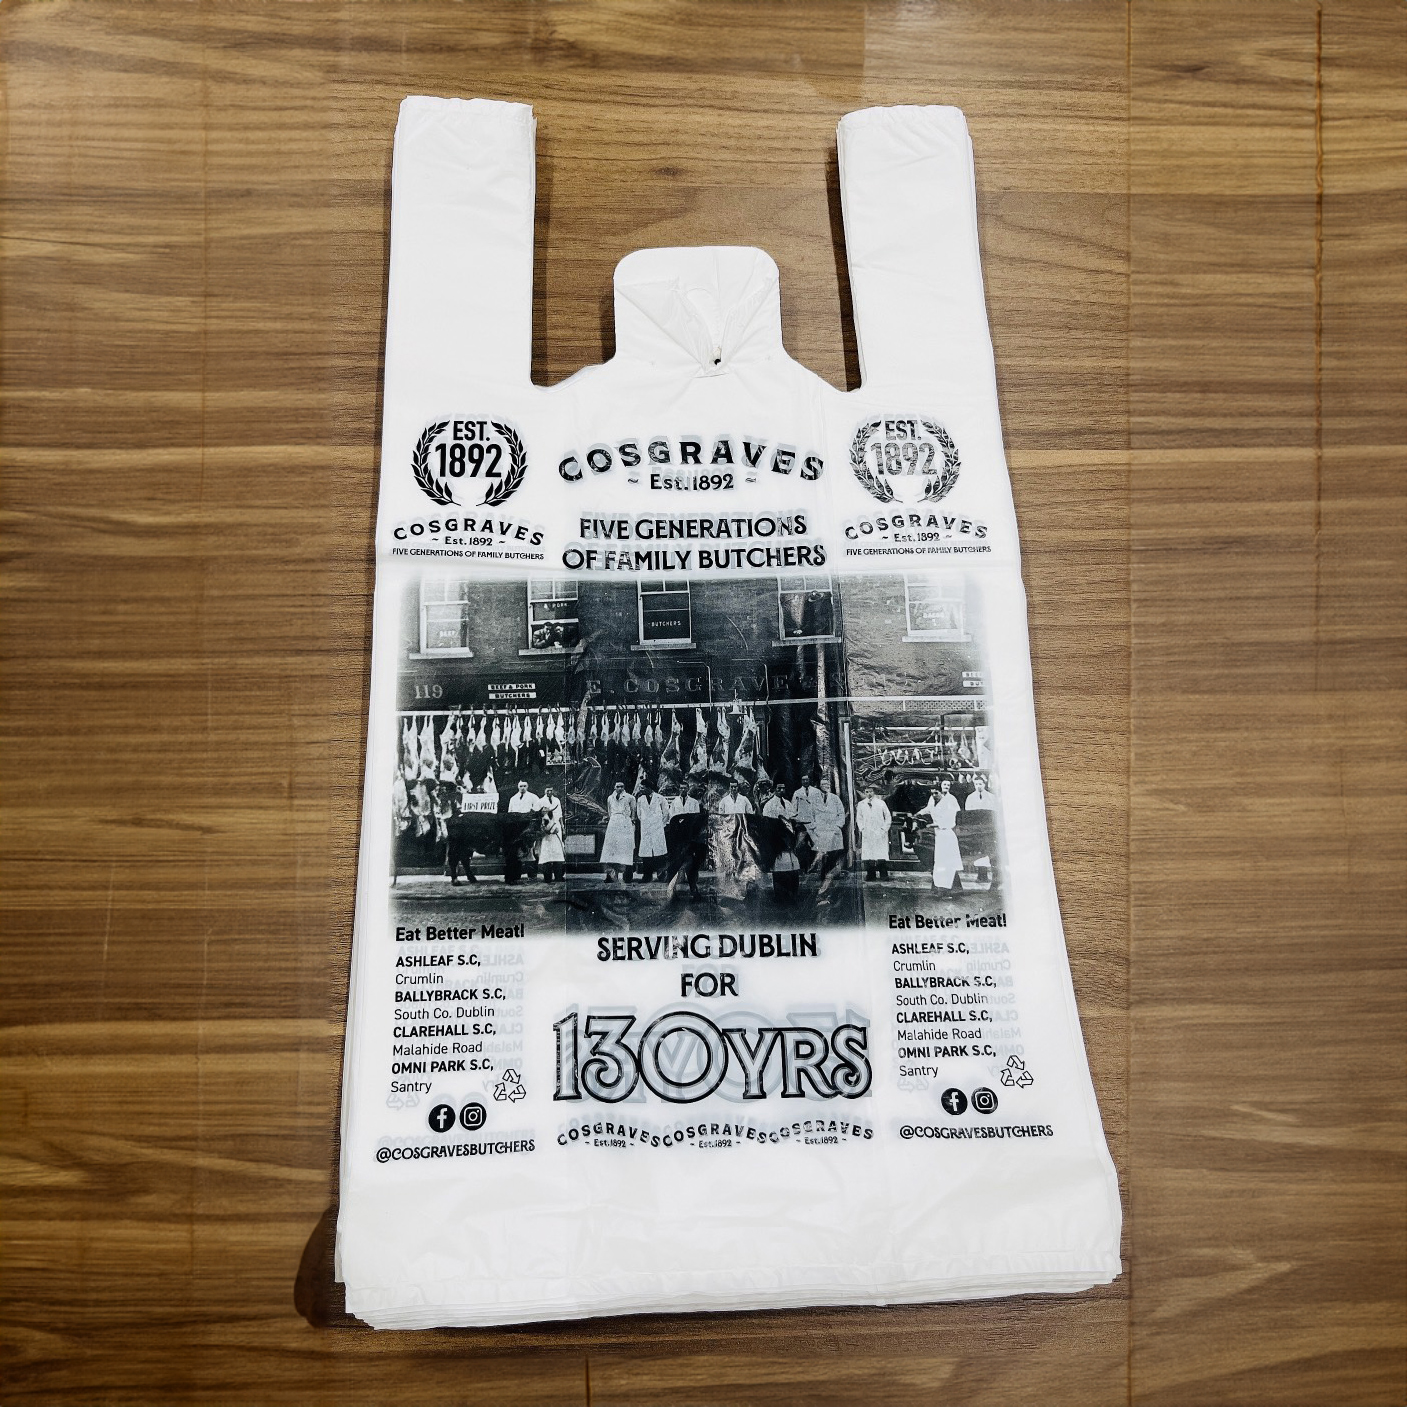 EST.
1892
COSGRAVES
~ Est.1892 ~
FIVE GENERATIONS OF FAMILY BUTCHERS
COSGRAVES
~ Est.1892 ~
FIVE GENERATIONS
OF FAMILY BUTCHERS
EST.
1892
COSGRAVES
~ Est.1892 ~
FIVE GENERATIONS OF FAMILY BUTCHERS
PORK
BUTCHERS
119
BEEF & PORK
BUTCHERS
E. COSGRAVE
FIRST PRIZE
Eat Better Meat!
ASHLEAF S.C,
Crumlin
BALLYBRACK S.C,
South Co. Dublin
CLAREHALL S.C,
Malahide Road
OMNI PARK S.C,
Santry
@COSGRAVESBUTCHERS
SERVING DUBLIN
FOR
130YRS
COSGRAVES COSGRAVES COSGRAVES
~ Est.1892 ~ ~ Est.1892 ~ ~ Est.1892 ~
Eat Better Meat!
ASHLEAF S.C,
Crumlin
BALLYBRACK S.C,
South Co. Dublin
CLAREHALL S.C,
Malahide Road
OMNI PARK S.C,
Santry
@COSGRAVESBUTCHERS